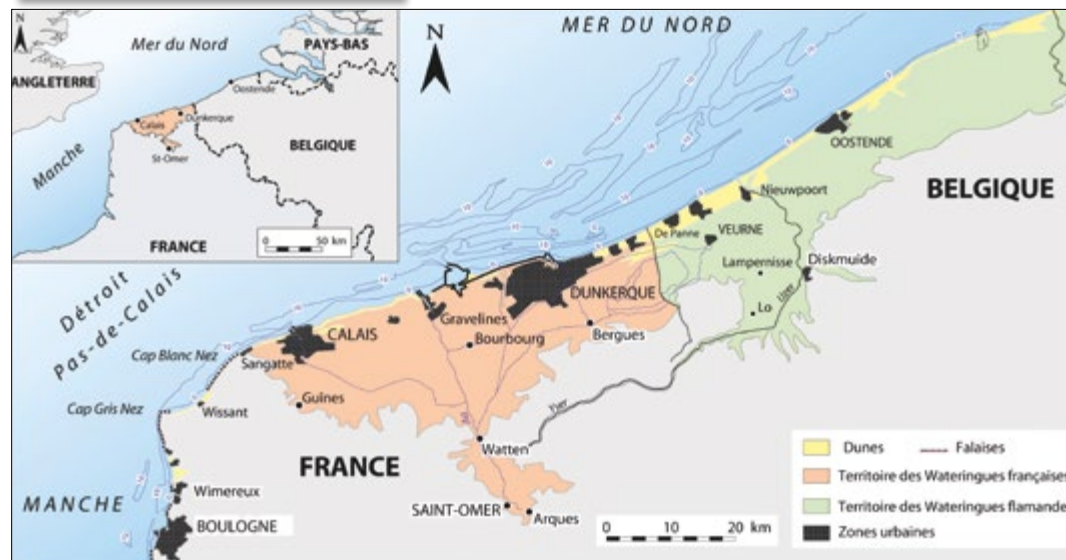 N
Mer du Nord
PAYS-BAS
ANGLETERRE
Oostende
Calais
Dunkerque
BELGIQUE
St-Omer
Manche
FRANCE
0 50 km
MER DU NORD
N
OOSTENDE
BELGIQUE
Nieuwpoort
De Panne
VEURNE
Lampernisse
Diskmuide
Lo
IJzer
Détroit
Pas-de-Calais
DUNKERQUE
Gravelines
Bergues
CALAIS
Bourbourg
Cap Blanc Nez
Sangatte
Cap Gris Nez
Guînes
Wissant
Yser
Watten
FRANCE
MANCHE
Wimereux
BOULOGNE
SAINT-OMER
Arques
0 10 20 km
Dunes
Falaises
Territoire des Wateringues françaises
Territoire des Wateringues flamande
Zones urbaines